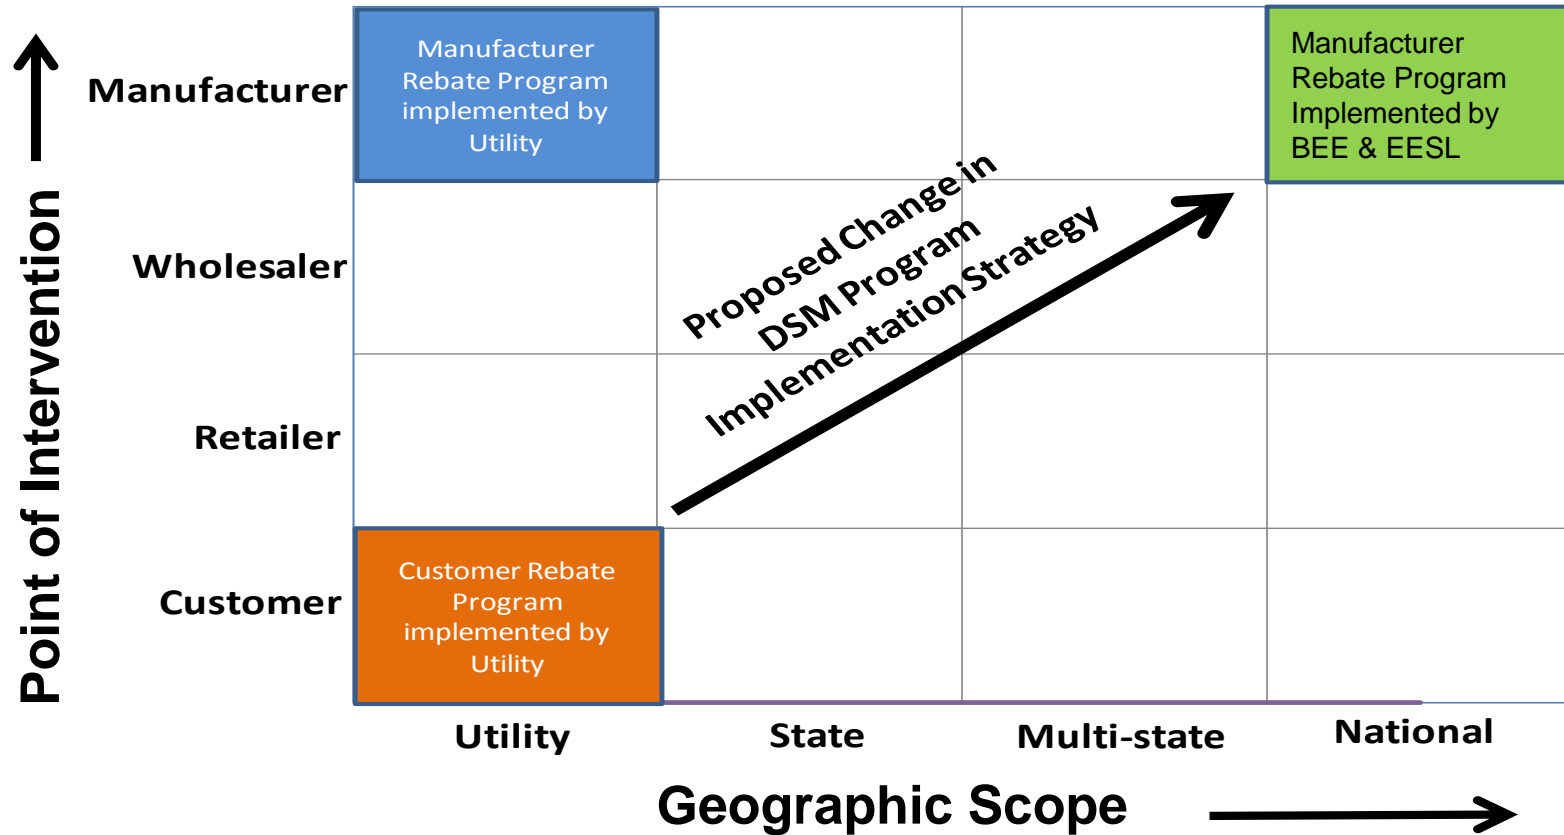 Point of Intervention
Manufacturer
Wholesaler
Retailer
Customer
Manufacturer
Rebate Program
implemented by
Utility
Manufacturer
Rebate Program
Implemented by
BEE & EESL
Proposed Change in
DSM Program
Implementation Strategy
Customer Rebate
Program
implemented by
Utility
Utility
State
Multi-state
National
Geographic Scope